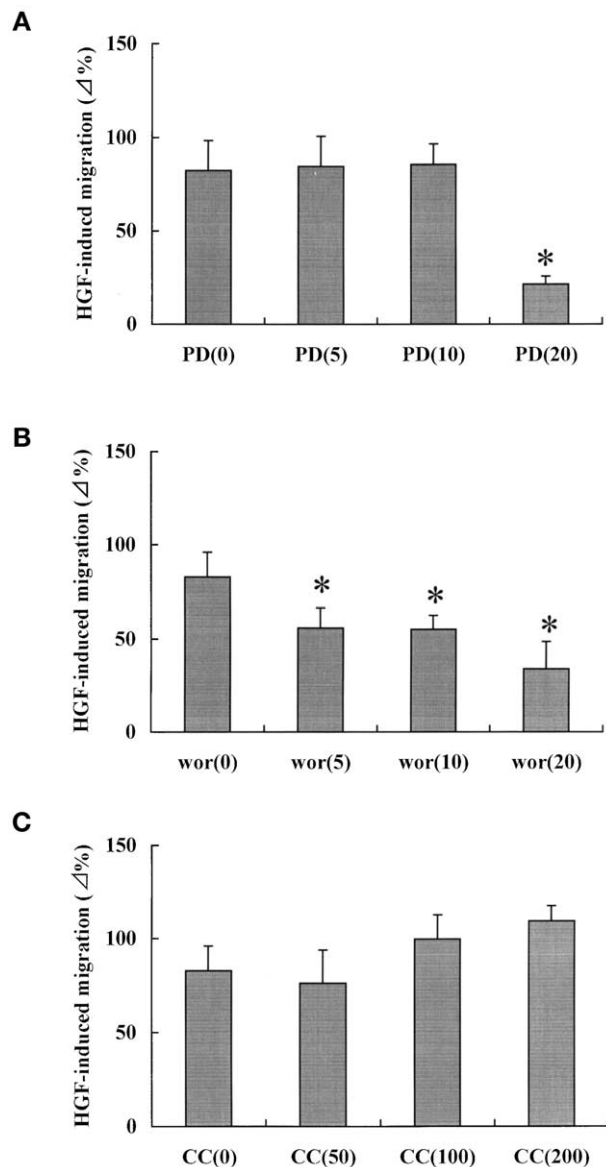 A
HGF-inducd migration (⊿%)
150
100
50
0
*
PD(0) PD(5) PD(10) PD(20)
B
HGF-induced migration (⊿%)
150
100
50
0
* * *
wor(0) wor(5) wor(10) wor(20)
C
HGF-induced migration (⊿%)
150
100
50
0
CC(0) CC(50) CC(100) CC(200)